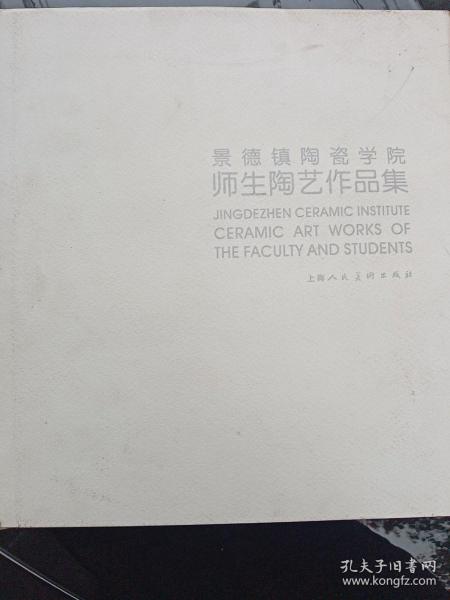 景德镇陶瓷学院
师生陶艺作品集
JINGDEZHEN CERAMIC INSTITUTE
CERAMIC ART WORKS OF
THE FACULTY AND STUDENTS
上海人民美术出版社
孔夫子旧书网
www.kongfz.com